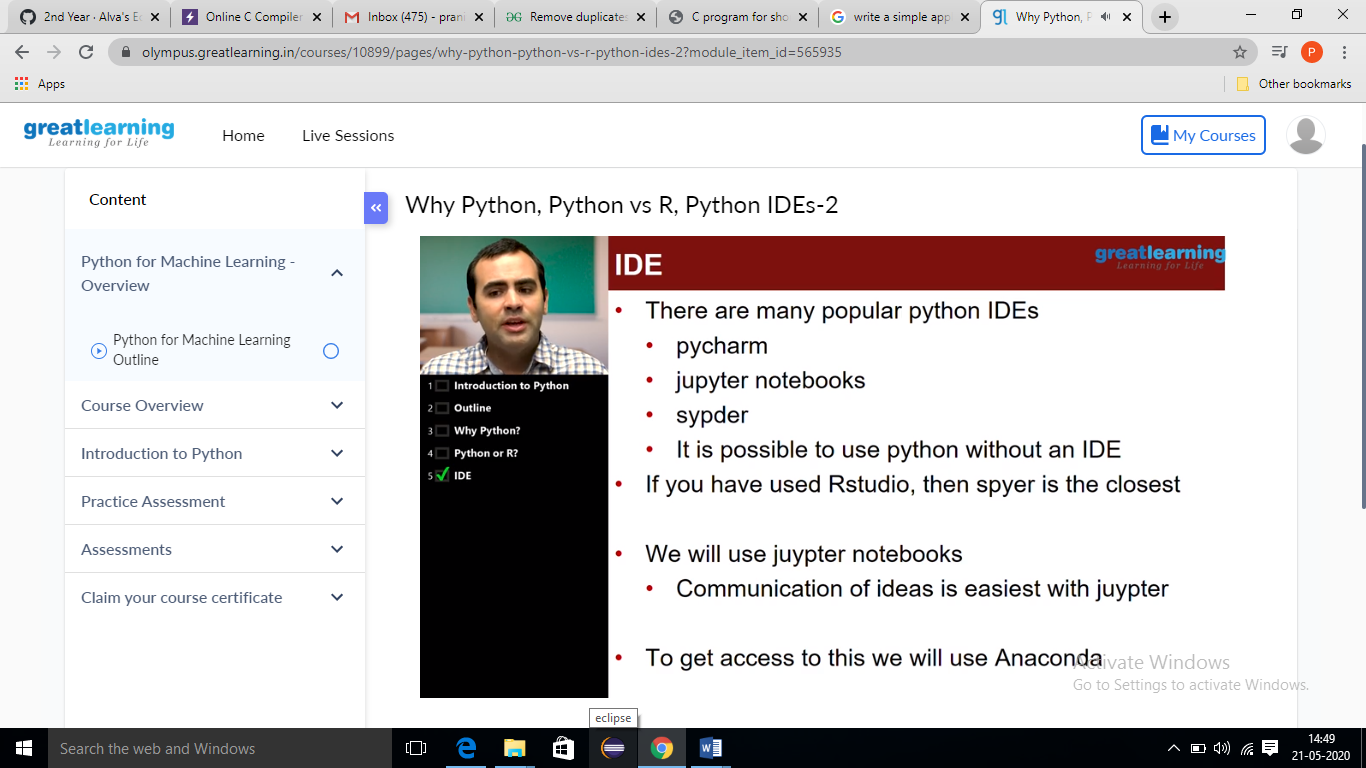 2nd Year · Alva's E
Online C Compiler
Inbox (475) - pran
Remove duplicate
C program for sho
write a simple app
Why Python, P
olympus.greatlearning.in/courses/10899/pages/why-python-python-vs-r-python-ides-2?module_item_id=565935
P
Apps
Other bookmarks
greatlearning
Learning for Life
Home
Live Sessions
My Courses
Content
Python for Machine Learning -
Overview
Python for Machine Learning
Outline
Course Overview
Introduction to Python
Practice Assessment
Assessments
Claim your course certificate
Why Python, Python vs R, Python IDEs-2
1 Introduction to Python
2 Outline
3 Why Python?
4 Python or R?
5 IDE
IDE
greatlearning
Learning for Life
• There are many popular python IDEs
• pycharm
• jupyter notebooks
• sypder
• It is possible to use python without an IDE
• If you have used Rstudio, then spyer is the closest
• We will use juypter notebooks
• Communication of ideas is easiest with juypter
• To get access to this we will use Anaconda
Activate Windows
Go to Settings to activate Windows.
eclipse
Search the web and Windows
14:49
21-05-2020